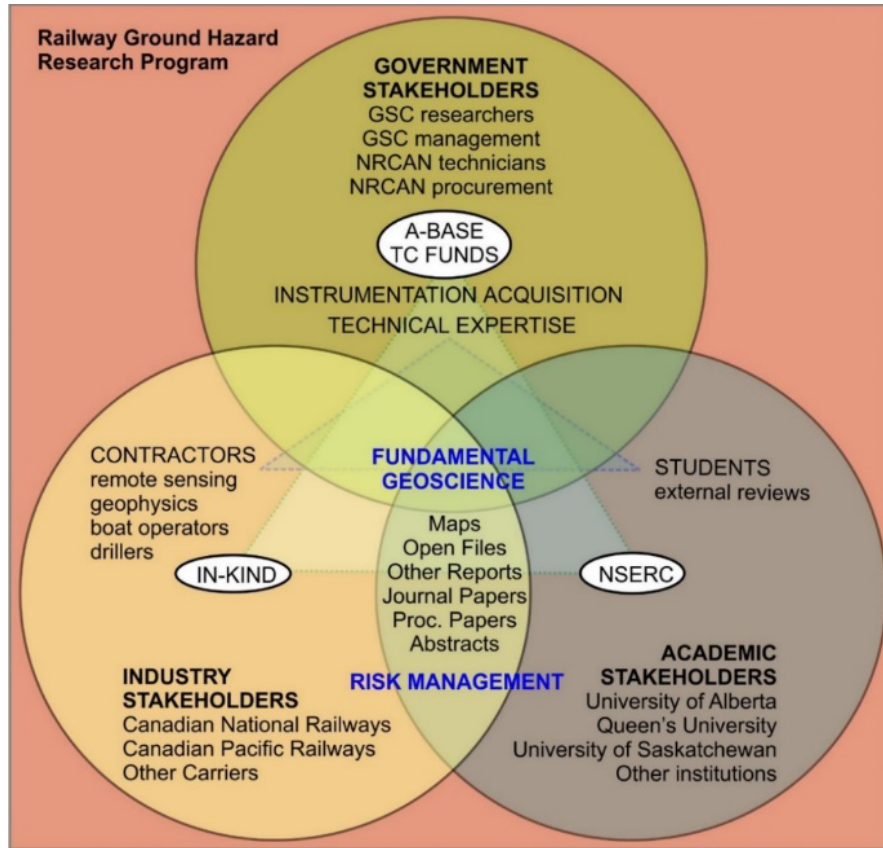 Railway Ground Hazard
Research Program
GOVERNMENT
STAKEHOLDERS
GSC researchers
GSC management
NRCAN technicians
NRCAN procurement
A-BASE
TC FUNDS
INSTRUMENTATION ACQUISITION
TECHNICAL EXPERTISE
CONTRACTORS
remote sensing
geophysics
boat operators
drillers
FUNDAMENTAL
GEOSCIENCE
STUDENTS
external reviews
Maps
Open Files
Other Reports
Journal Papers
Proc. Papers
Abstracts
IN-KIND
NSERC
INDUSTRY
STAKEHOLDERS
Canadian National Railways
Canadian Pacific Railways
Other Carriers
RISK MANAGEMENT
ACADEMIC
STAKEHOLDERS
University of Alberta
Queen's University
University of Saskatchewan
Other institutions